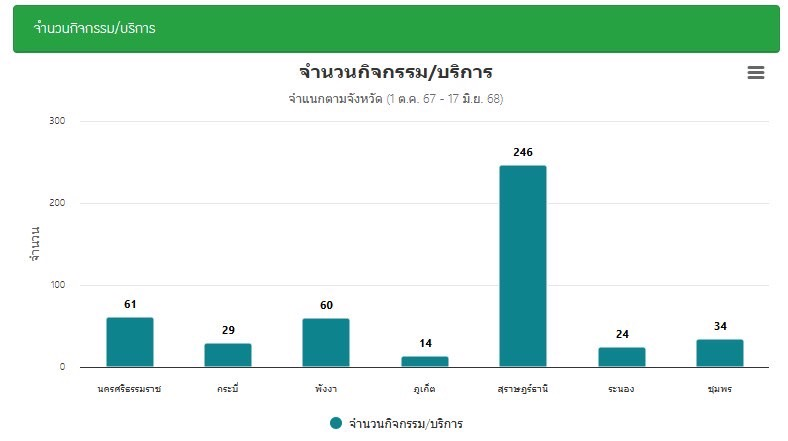 จำนวนกิจกรรม/บริการ
จำนวนกิจกรรม/บริการ
จำแนกตามจังหวัด (1 ต.ค. 67 - 17 มิ.ย. 68)
จำนวน
300
200
100
0
61
29
60
14
246
24
34
นครศรีธรรมราช
กระบี่
พังงา
ภูเก็ต
สุราษฎร์ธานี
ระนอง
ชุมพร
จำนวนกิจกรรม/บริการ